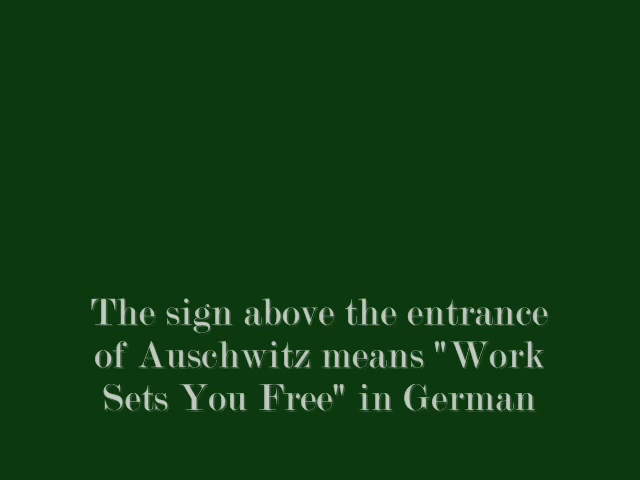 The sign above the entrance
of Auschwitz means "Work
Sets You Free" in German